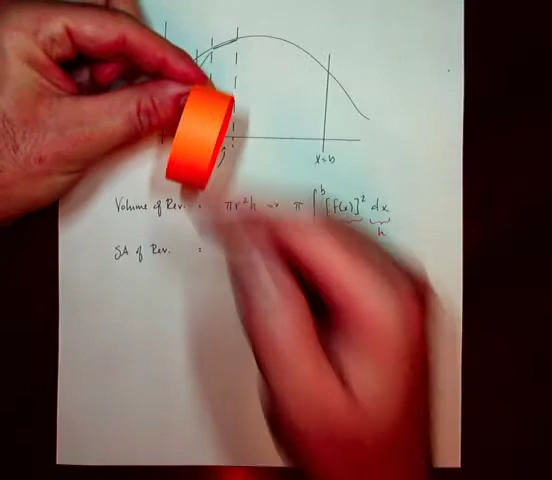 x=b
Volume of Rev. = πr²h => π ∫ᵇ [f(x)]² dx
h
SA of Rev. =